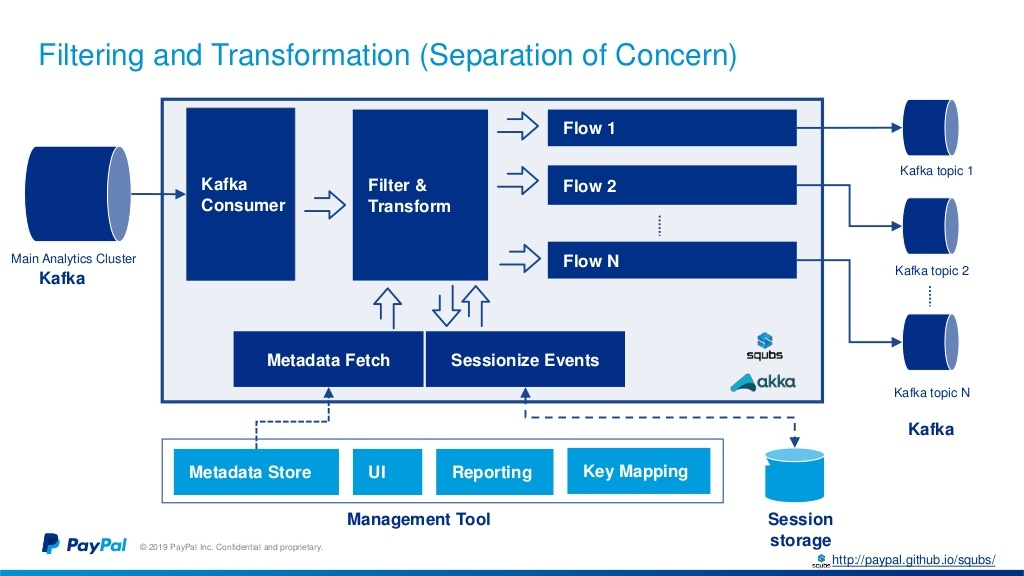 Filtering and Transformation (Separation of Concern)
Kafka
Consumer
Filter &
Transform
Flow 1
Flow 2
Flow N
Kafka topic 1
Kafka topic 2
Kafka topic N
Kafka
Main Analytics Cluster
Kafka
Metadata Fetch
Sessionize Events
squbs
akka
Metadata Store
UI
Reporting
Key Mapping
Management Tool
Session
storage
PayPal
© 2019 PayPal Inc. Confidential and proprietary.
squbs
http://paypal.github.io/squbs/